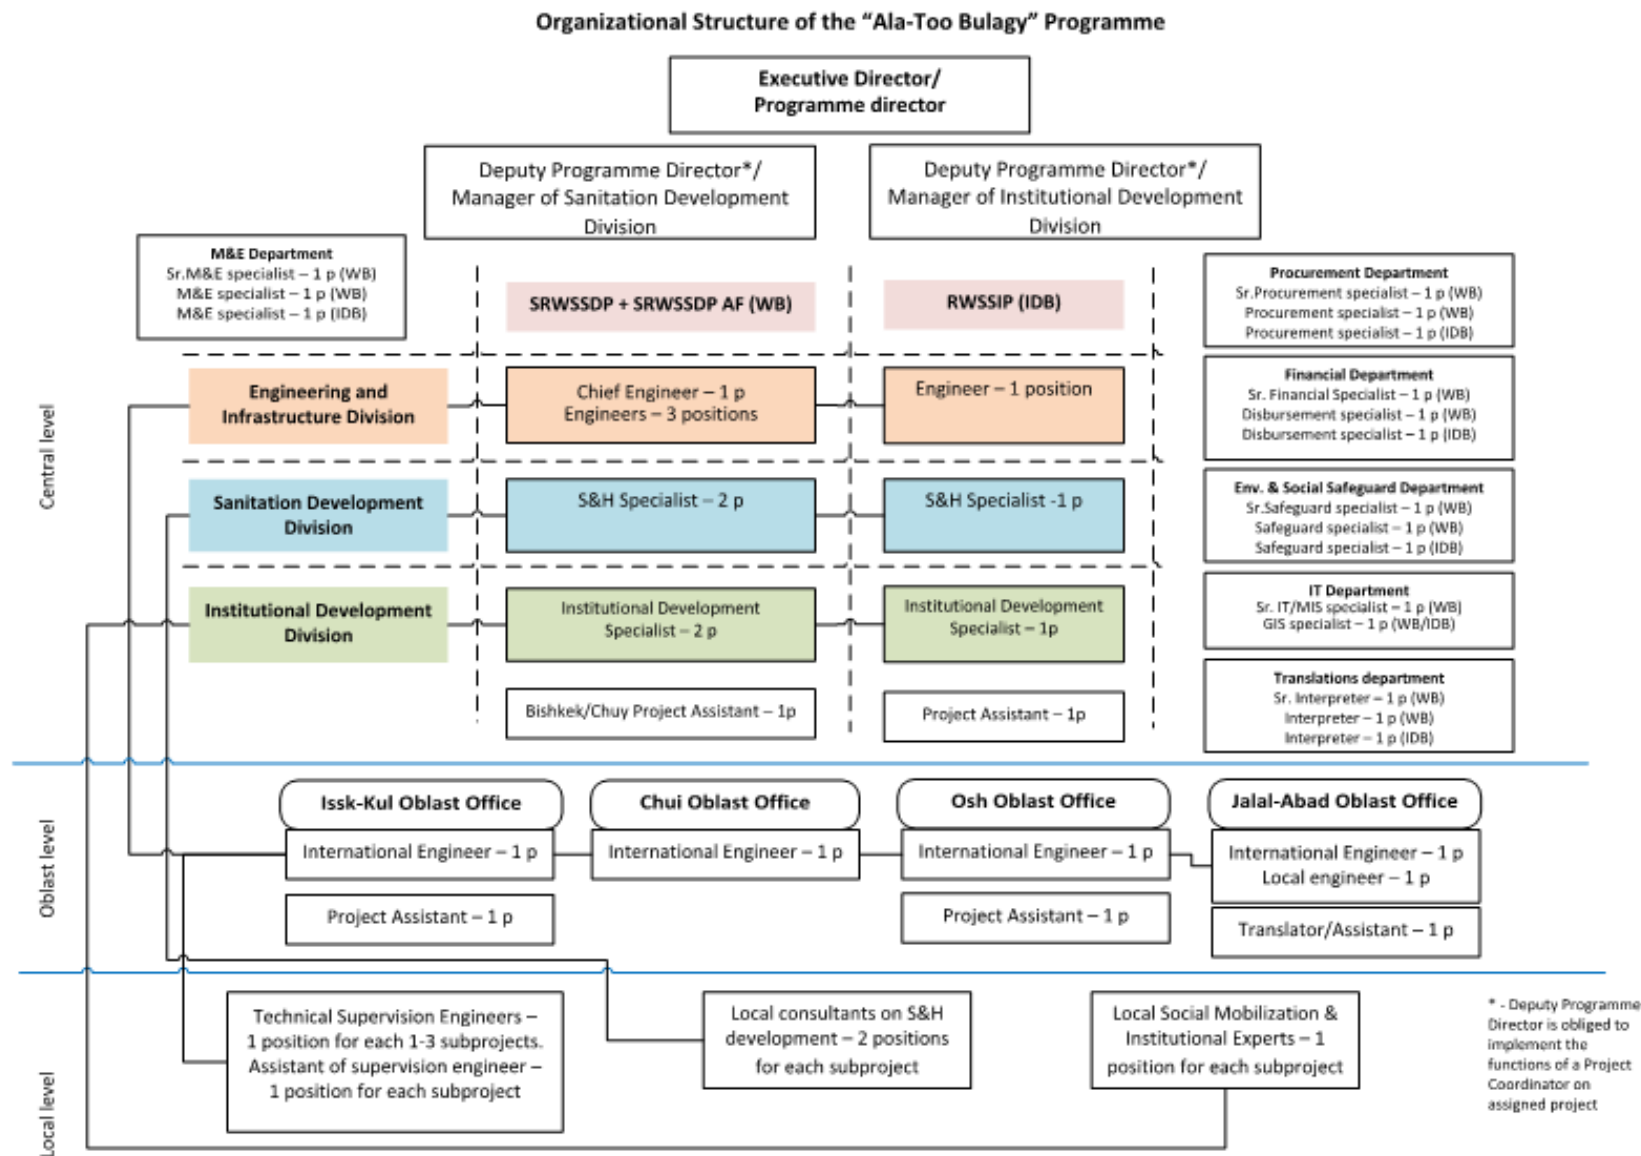 Organizational Structure of the “Ala-Too Bulagy” Programme
Executive Director/
Programme director
Deputy Programme Director*/
Manager of Sanitation Development
Division
Deputy Programme Director*/
Manager of Institutional Development
Division
M&E Department
Sr.M&E specialist – 1 p (WB)
M&E specialist – 1 p (WB)
M&E specialist – 1 p (IDB)
SRWSSDP + SRWSSDP AF (WB)
RWSSIP (IDB)
Procurement Department
Sr.Procurement specialist – 1 p (WB)
Procurement specialist – 1 p (WB)
Procurement specialist – 1 p (IDB)
Central level
Engineering and
Infrastructure Division
Chief Engineer – 1 p
Engineers – 3 positions
Engineer – 1 position
Financial Department
Sr. Financial Specialist – 1 p (WB)
Disbursement specialist – 1 p (WB)
Disbursement specialist – 1 p (IDB)
Sanitation Development
Division
S&H Specialist – 2 p
S&H Specialist -1 p
Env. & Social Safeguard Department
Sr.Safeguard specialist – 1 p (WB)
Safeguard specialist – 1 p (WB)
Safeguard specialist – 1 p (IDB)
Institutional Development
Division
Institutional Development
Specialist – 2 p
Institutional Development
Specialist – 1p
IT Department
Sr. IT/MIS specialist – 1 p (WB)
GIS specialist – 1 p (WB/IDB)
Bishkek/Chuy Project Assistant – 1p
Project Assistant – 1p
Translations department
Sr. Interpreter – 1 p (WB)
Interpreter – 1 p (WB)
Interpreter – 1 p (IDB)
Oblast level
Issk-Kul Oblast Office
International Engineer – 1 p
Project Assistant – 1 p
Chui Oblast Office
International Engineer – 1 p
Osh Oblast Office
International Engineer – 1 p
Project Assistant – 1 p
Jalal-Abad Oblast Office
International Engineer – 1 p
Local engineer – 1 p
Translator/Assistant – 1 p
Local level
Technical Supervision Engineers –
1 position for each 1-3 subprojects.
Assistant of supervision engineer –
1 position for each subproject
Local consultants on S&H
development – 2 positions
for each subproject
Local Social Mobilization &
Institutional Experts – 1
position for each subproject
* - Deputy Programme
Director is obliged to
implement the
functions of a Project
Coordinator on
assigned project